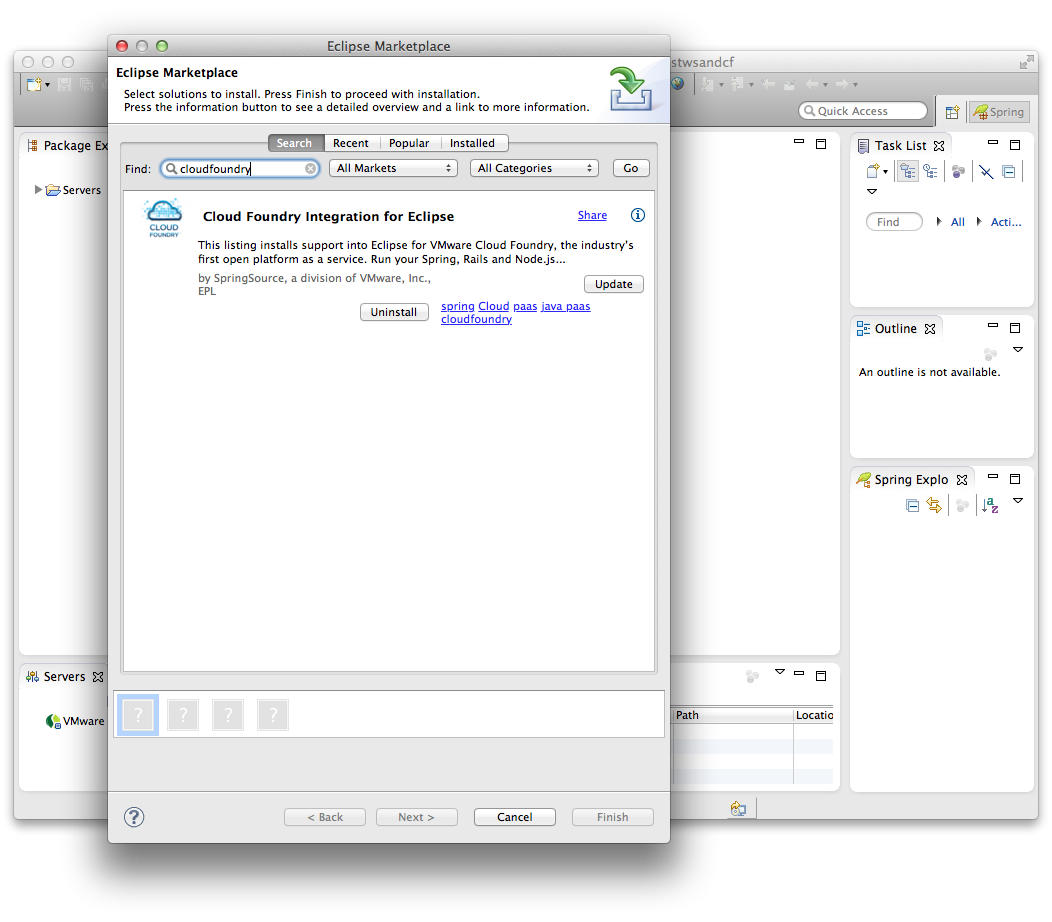 Eclipse Marketplace
stwsandcf
Eclipse Marketplace
Select solutions to install. Press Finish to proceed with installation.
Press the information button to see a detailed overview and a link to more information.
Quick Access
Spring
Package Ex
Servers
Search Recent Popular Installed
Find: cloudfoundry All Markets All Categories Go
CLOUD
FOUNDRY
Cloud Foundry Integration for Eclipse
Share
This listing installs support into Eclipse for VMware Cloud Foundry, the industry's
first open platform as a service. Run your Spring, Rails and Node.js...
by SpringSource, a division of VMware, Inc.,
EPL
Update
Uninstall
spring Cloud paas java paas
cloudfoundry
Task List
Find All Acti...
Outline
An outline is not available.
Spring Explo
Servers
VMware
? ? ? ?
Path Locatio
? < Back Next > Cancel Finish